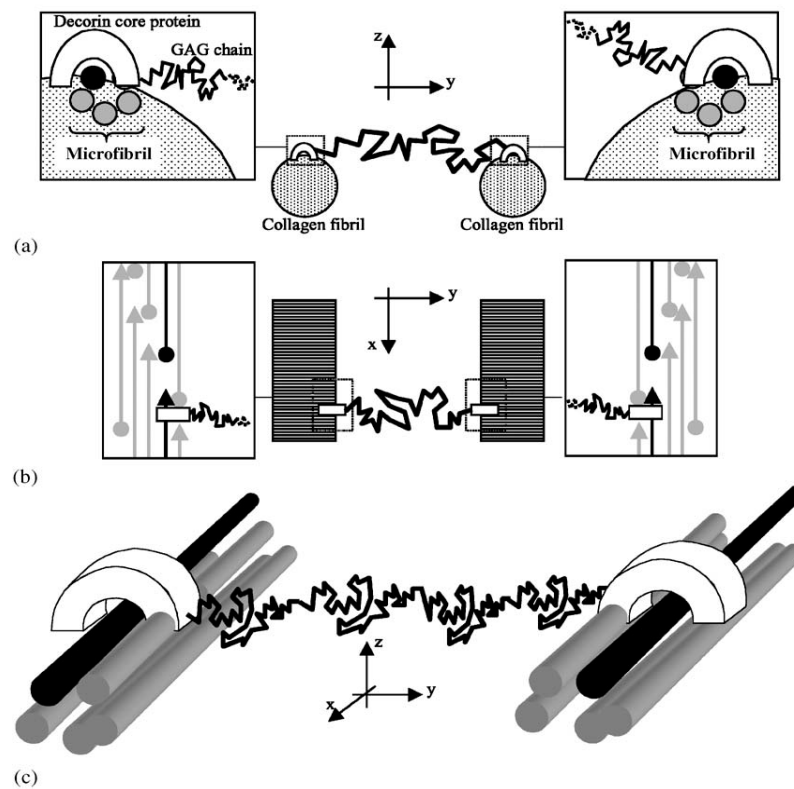 Decorin core protein
GAG chain
Microfibril
z
y
Microfibril
Collagen fibril
Collagen fibril
(a)
y
x
(b)
z
x
y
(c)